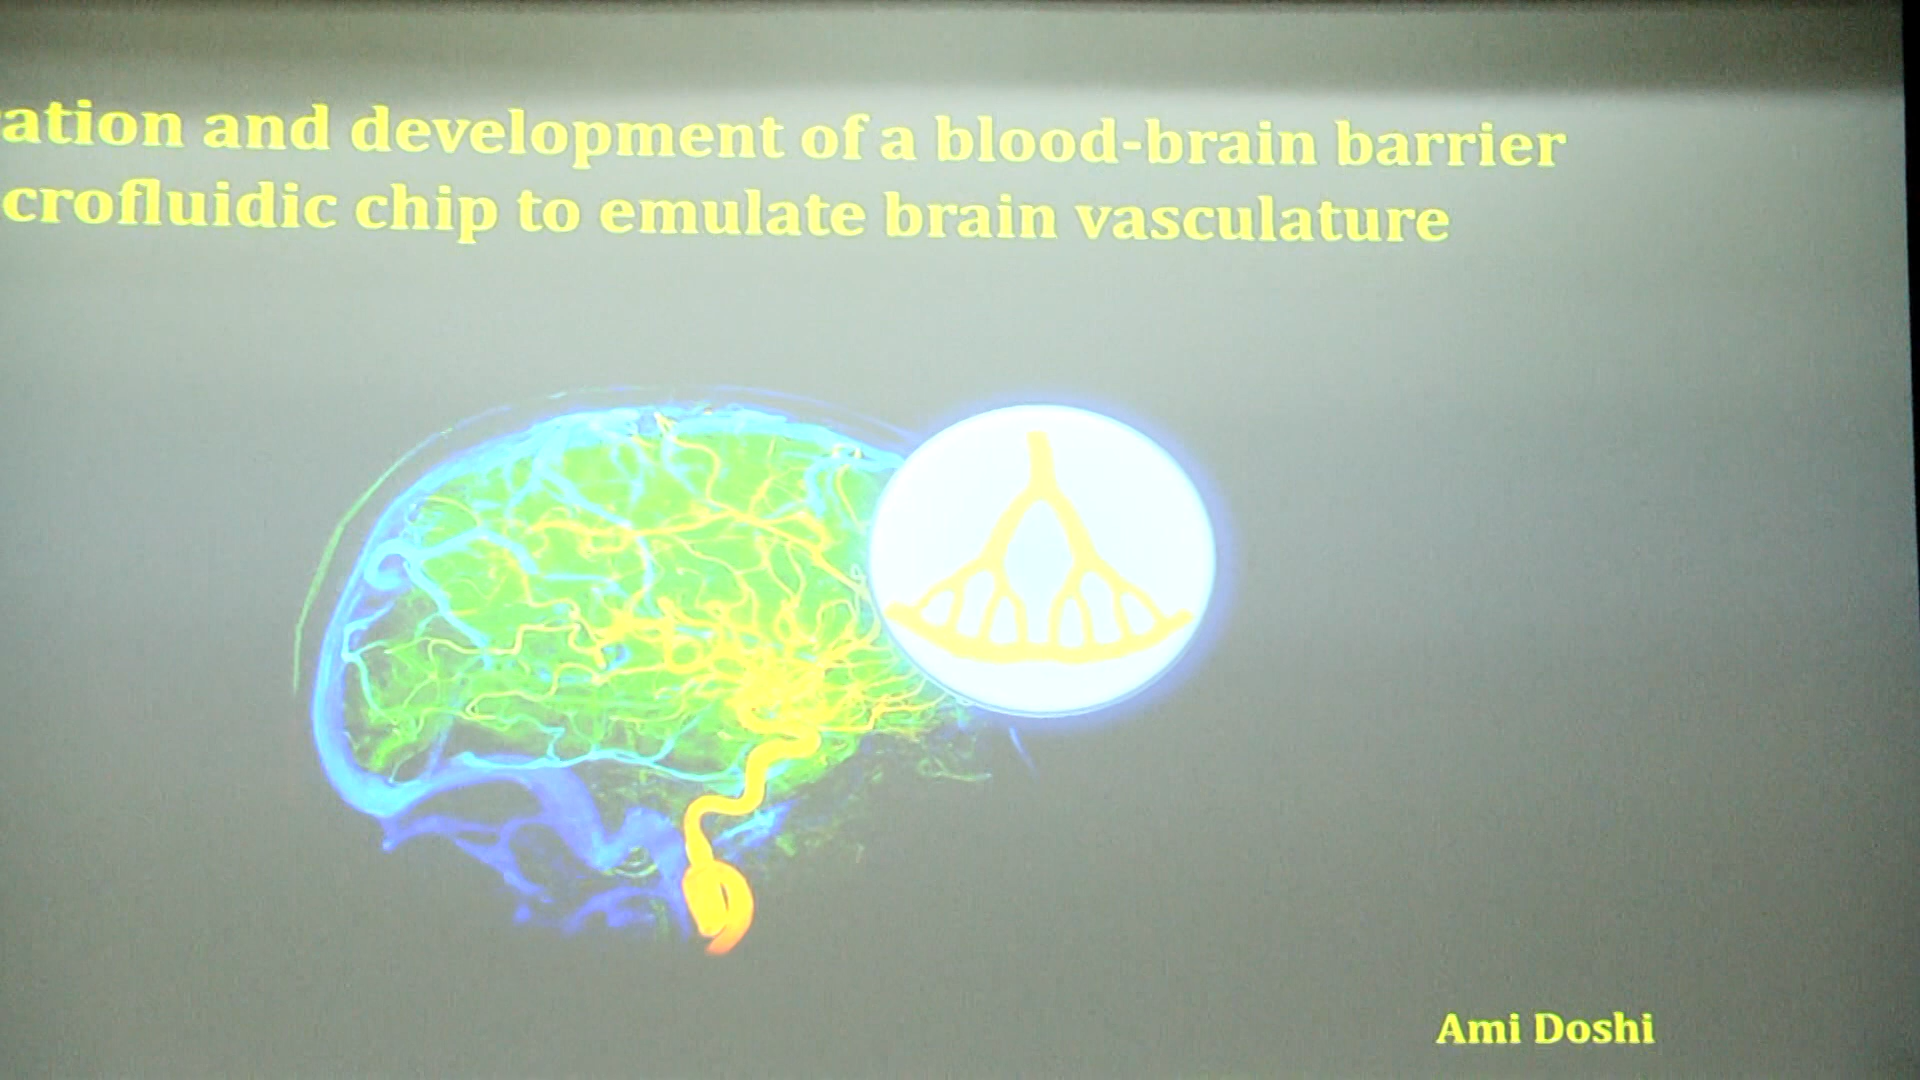 ation and development of a blood-brain barrier
crofluidic chip to emulate brain vasculature
Ami Doshi